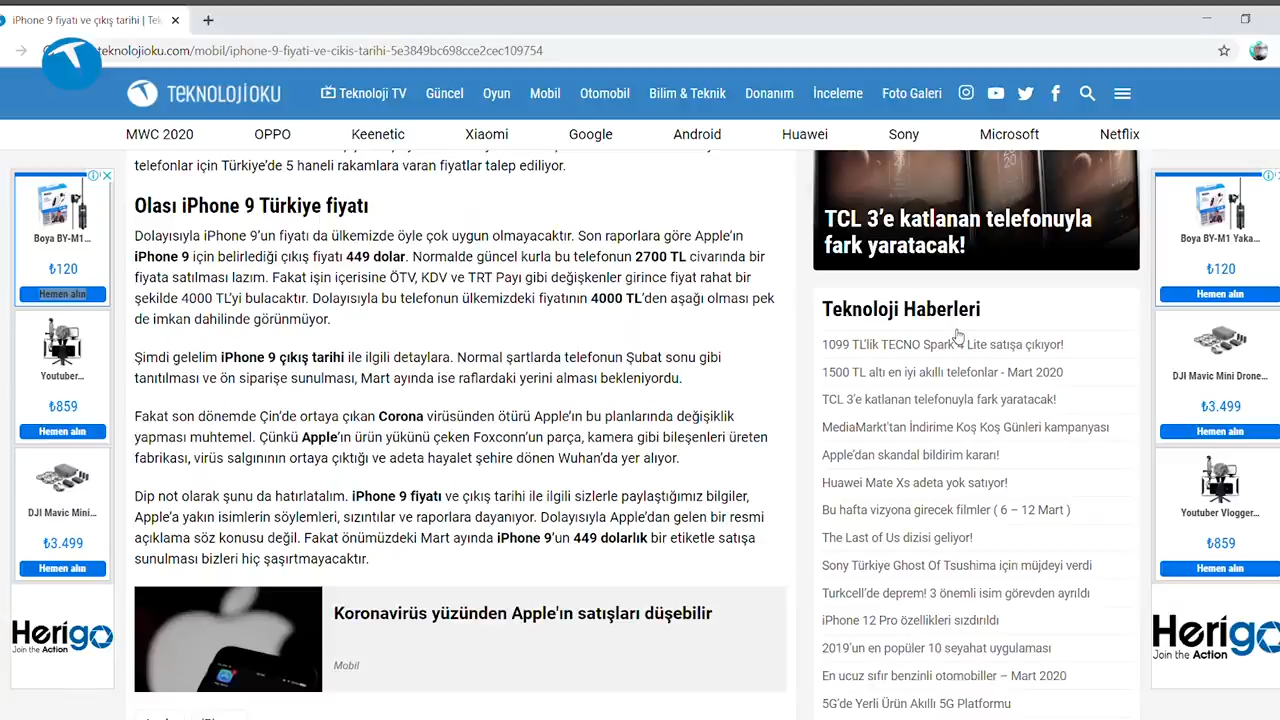 iPhone 9 fiyatı ve çıkış tarihi | Tek
teknolojioku.com/mobil/iphone-9-fiyati-ve-cikis-tarihi-5e3849bc698cce2cec109754
TEKNOLOJİOKU
Teknoloji TV
Güncel
Oyun
Mobil
Otomobil
Bilim & Teknik
Donanım
İnceleme
Foto Galeri
MWC 2020
OPPO
Keenetic
Xiaomi
Google
Android
Huawei
Sony
Microsoft
Netflix
telefonlar için Türkiye’de 5 haneli rakamlara varan fiyatlar talep ediliyor.
Olası iPhone 9 Türkiye fiyatı
Dolayısıyla iPhone 9’un fiyatı da ülkemizde öyle çok uygun olmayacaktır. Son raporlara göre Apple’ın
iPhone 9 için belirlediği çıkış fiyatı 449 dolar. Normalde güncel kurla bu telefonun 2700 TL civarında bir
fiyata satılması lazım. Fakat işin içerisine ÖTV, KDV ve TRT Payı gibi değişkenler girince fiyat rahat bir
şekilde 4000 TL’yi bulacaktır. Dolayısıyla bu telefonun ülkemizdeki fiyatının 4000 TL’den aşağı olması pek
de imkan dahilinde görünmüyor.
Şimdi gelelim iPhone 9 çıkış tarihi ile ilgili detaylara. Normal şartlarda telefonun Şubat sonu gibi
tanıtılması ve ön siparişe sunulması, Mart ayında ise raflardaki yerini alması bekleniyordu.
Fakat son dönemde Çin’de ortaya çıkan Corona virüsünden ötürü Apple’ın bu planlarında değişiklik
yapması muhtemel. Çünkü Apple’ın ürün yükünü çeken Foxconn’un parça, kamera gibi bileşenleri üreten
fabrikası, virüs salgınının ortaya çıktığı ve adeta hayalet şehire dönen Wuhan’da yer alıyor.
Dip not olarak şunu da hatırlatalım. iPhone 9 fiyatı ve çıkış tarihi ile ilgili sizlerle paylaştığımız bilgiler,
Apple’a yakın isimlerin söylemleri, sızıntılar ve raporlara dayanıyor. Dolayısıyla Apple’dan gelen bir resmi
açıklama söz konusu değil. Fakat önümüzdeki Mart ayında iPhone 9’un 449 dolarlık bir etiketle satışa
sunulması bizleri hiç şaşırtmayacaktır.
Koronavirüs yüzünden Apple'ın satışları düşebilir
Mobil
TCL 3’e katlanan telefonuyla
fark yaratacak!
Teknoloji Haberleri
1099 TL’lik TECNO Spark 4 Lite satışa çıkıyor!
1500 TL altı en iyi akıllı telefonlar - Mart 2020
TCL 3’e katlanan telefonuyla fark yaratacak!
MediaMarkt'tan İndirime Koş Koş Günleri kampanyası
Apple’dan skandal bildirim kararı!
Huawei Mate Xs adeta yok satıyor!
Bu hafta vizyona girecek filmler ( 6 – 12 Mart )
The Last of Us dizisi geliyor!
Sony Türkiye Ghost Of Tsushima için müjdeyi verdi
Turkcell’de deprem! 3 önemli isim görevden ayrıldı
iPhone 12 Pro özellikleri sızdırıldı
2019’un en popüler 10 seyahat uygulaması
En ucuz sıfır benzinli otomobiller – Mart 2020
5G’de Yerli Ürün Akıllı 5G Platformu
Boya BY-M1...
₺120
Hemen alın
Youtuber...
₺859
Hemen alın
DJI Mavic Mini...
₺3.499
Hemen alın
Herigo
Join the Action
Boya BY-M1 Yaka...
₺120
Hemen alın
DJI Mavic Mini Drone...
₺3.499
Hemen alın
Youtuber Vlogger...
₺859
Hemen alın
Herigo
Join the Action